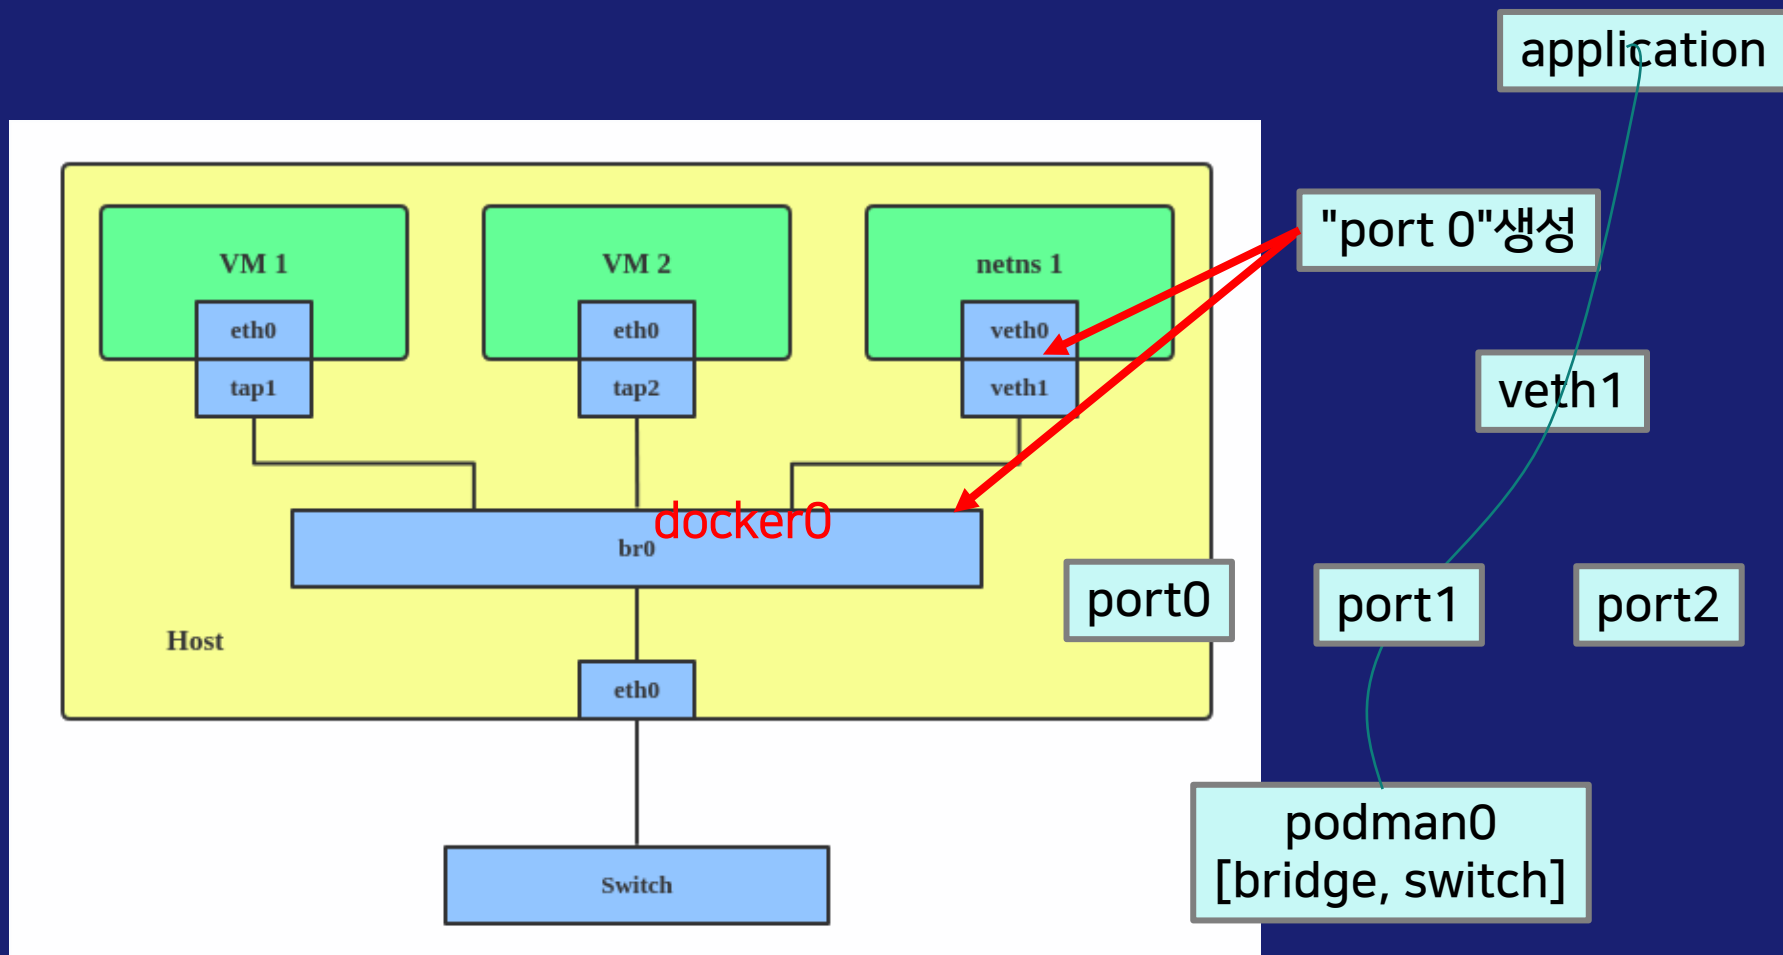 application
"port 0"생성
VM 1
VM 2
netns 1
eth0
eth0
veth0
tap1
tap2
veth1
veth1
docker0
br0
port0
port1
port2
Host
eth0
podman0
[bridge, switch]
Switch